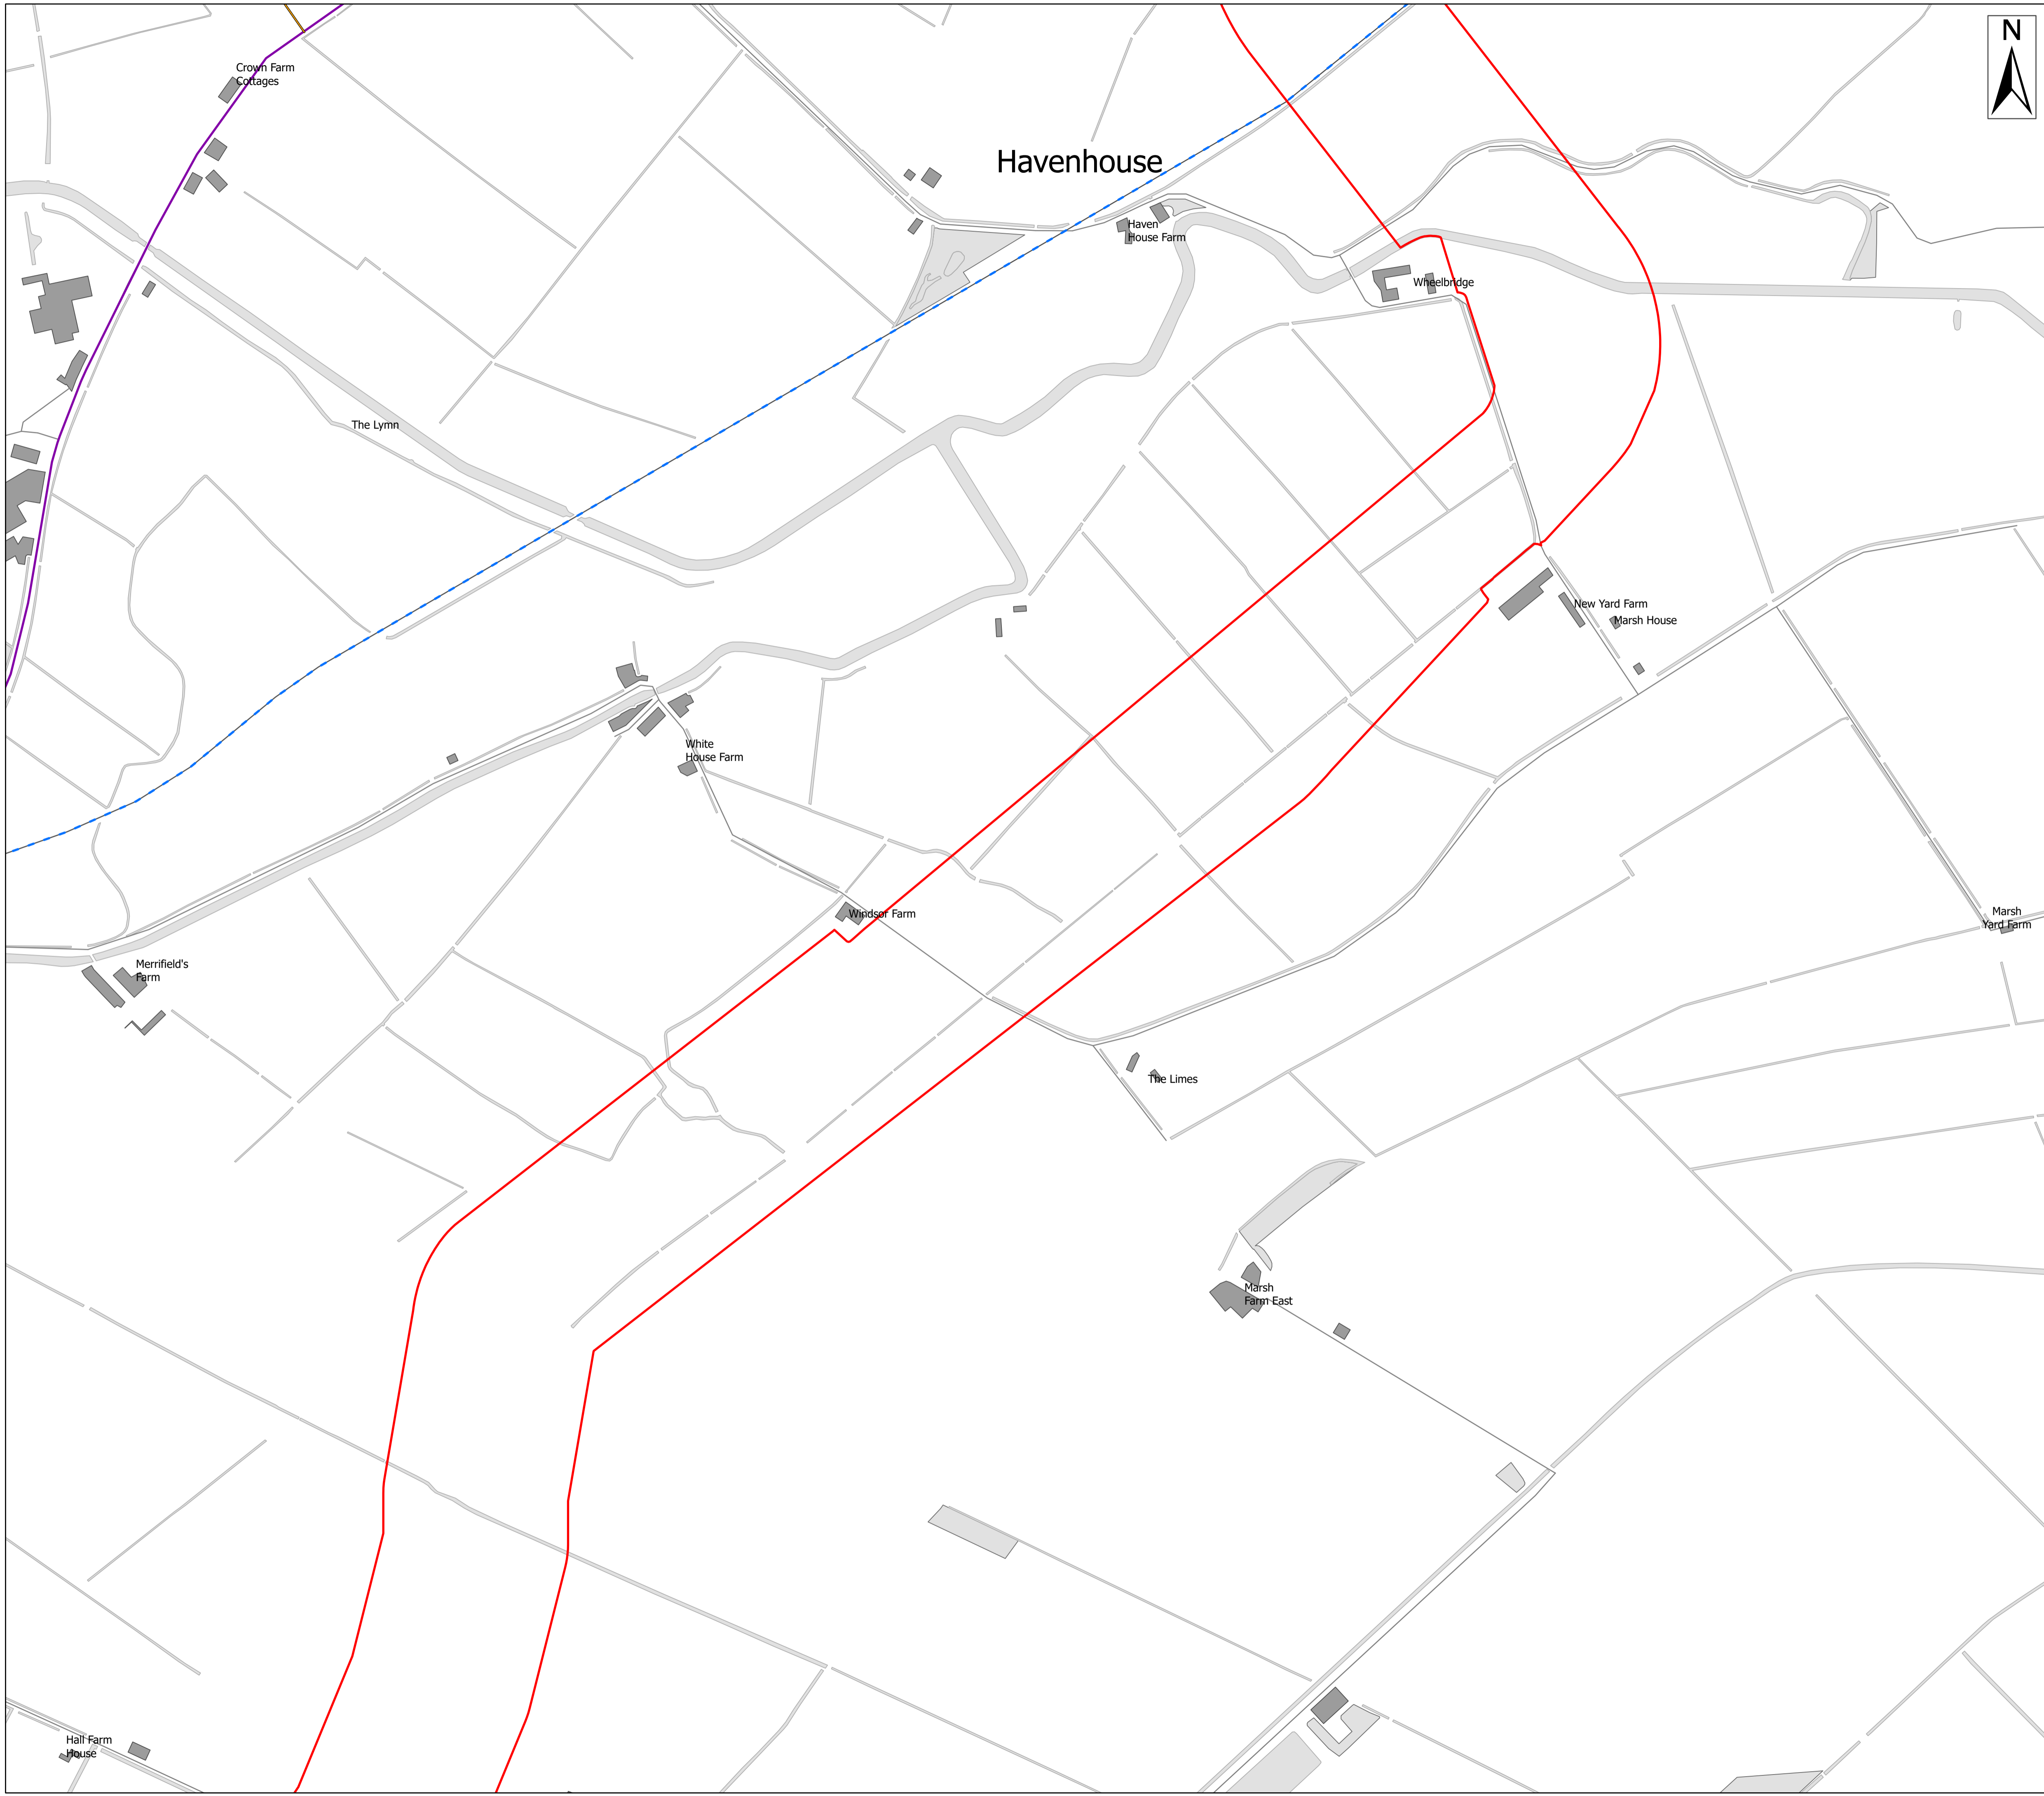 N
Crown Farm
Cottages
Havenhouse
Haven
House Farm
Wheelbridge
The Lymn
New Yard Farm
Marsh House
White
House Farm
Windsor Farm
Marsh
Yard Farm
Merrifield's
Farm
The Limes
Marsh
Farm East
Hall Farm
House